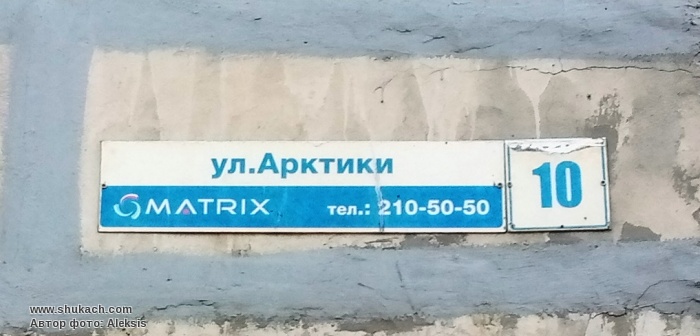 ул.Арктики
10
MATRIX тел.: 210-50-50
www.shukach.com
Автор фото: Aleksis